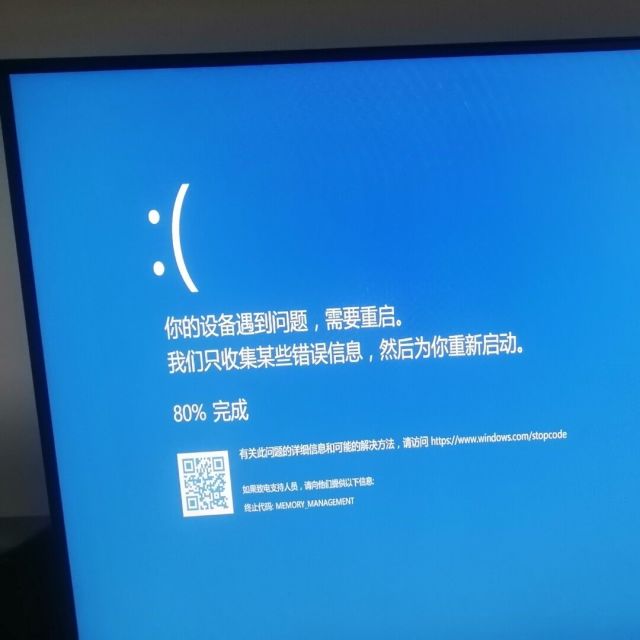 :(
你的设备遇到问题，需要重启。
我们只收集某些错误信息，然后为你重新启动。
80% 完成
有关此问题的详细信息和可能的解决方法，请访问 https://www.windows.com/stopcode
如果致电支持人员，请向他们提供以下信息:
终止代码: MEMORY_MANAGEMENT